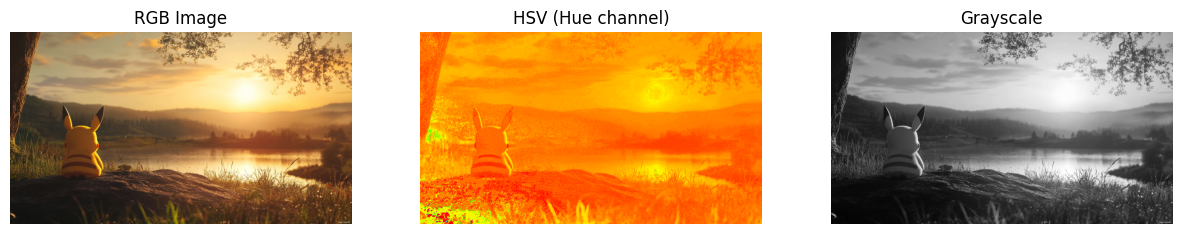 RGB Image
HSV (Hue channel)
Grayscale